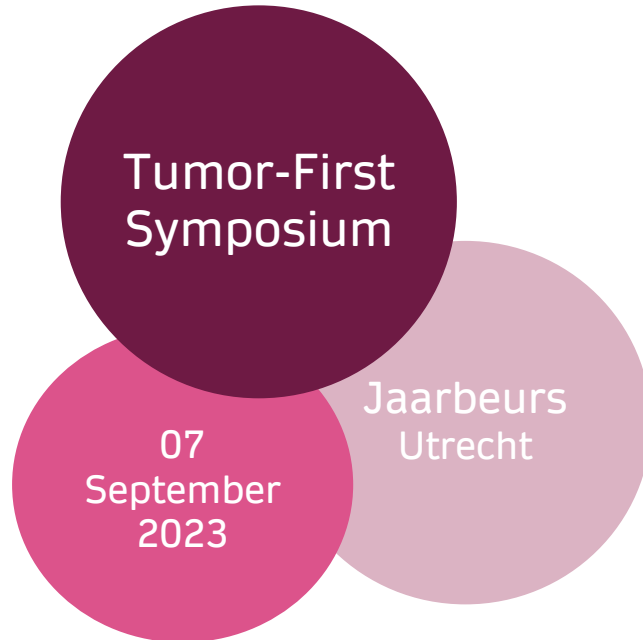 Tumor-First
Symposium
Jaarbeurs
Utrecht
07
September
2023